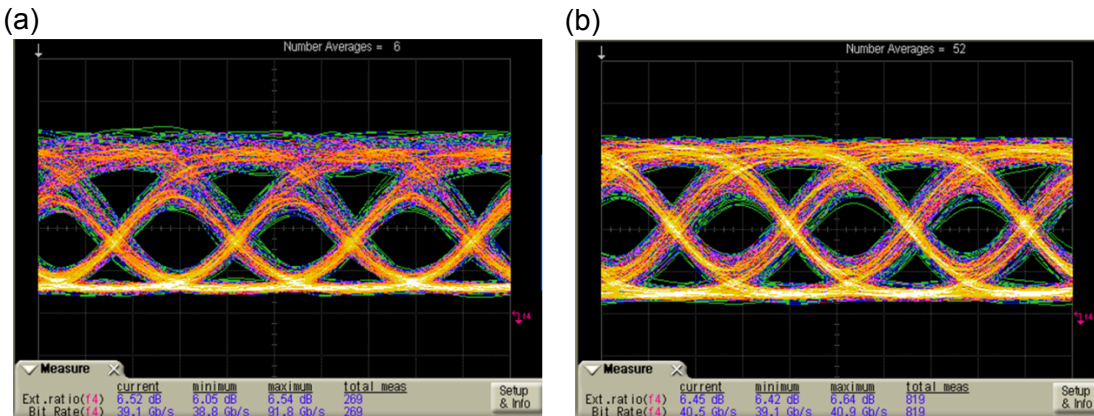 (a)
Number Averages = 6
f4
Measure
current minimum maximum total meas
Ext.ratio(f4) 6.52 dB 6.05 dB 6.54 dB 269
Bit Rate(f4) 39.1 Gb/s 38.8 Gb/s 91.8 Gb/s 269
Setup
& Info
(b)
Number Averages = 52
f4
Measure
current minimum maximum total meas
Ext.ratio(f4) 6.45 dB 6.42 dB 6.64 dB 819
Bit Rate(f4) 40.5 Gb/s 39.1 Gb/s 40.9 Gb/s 819
Setup
& Info